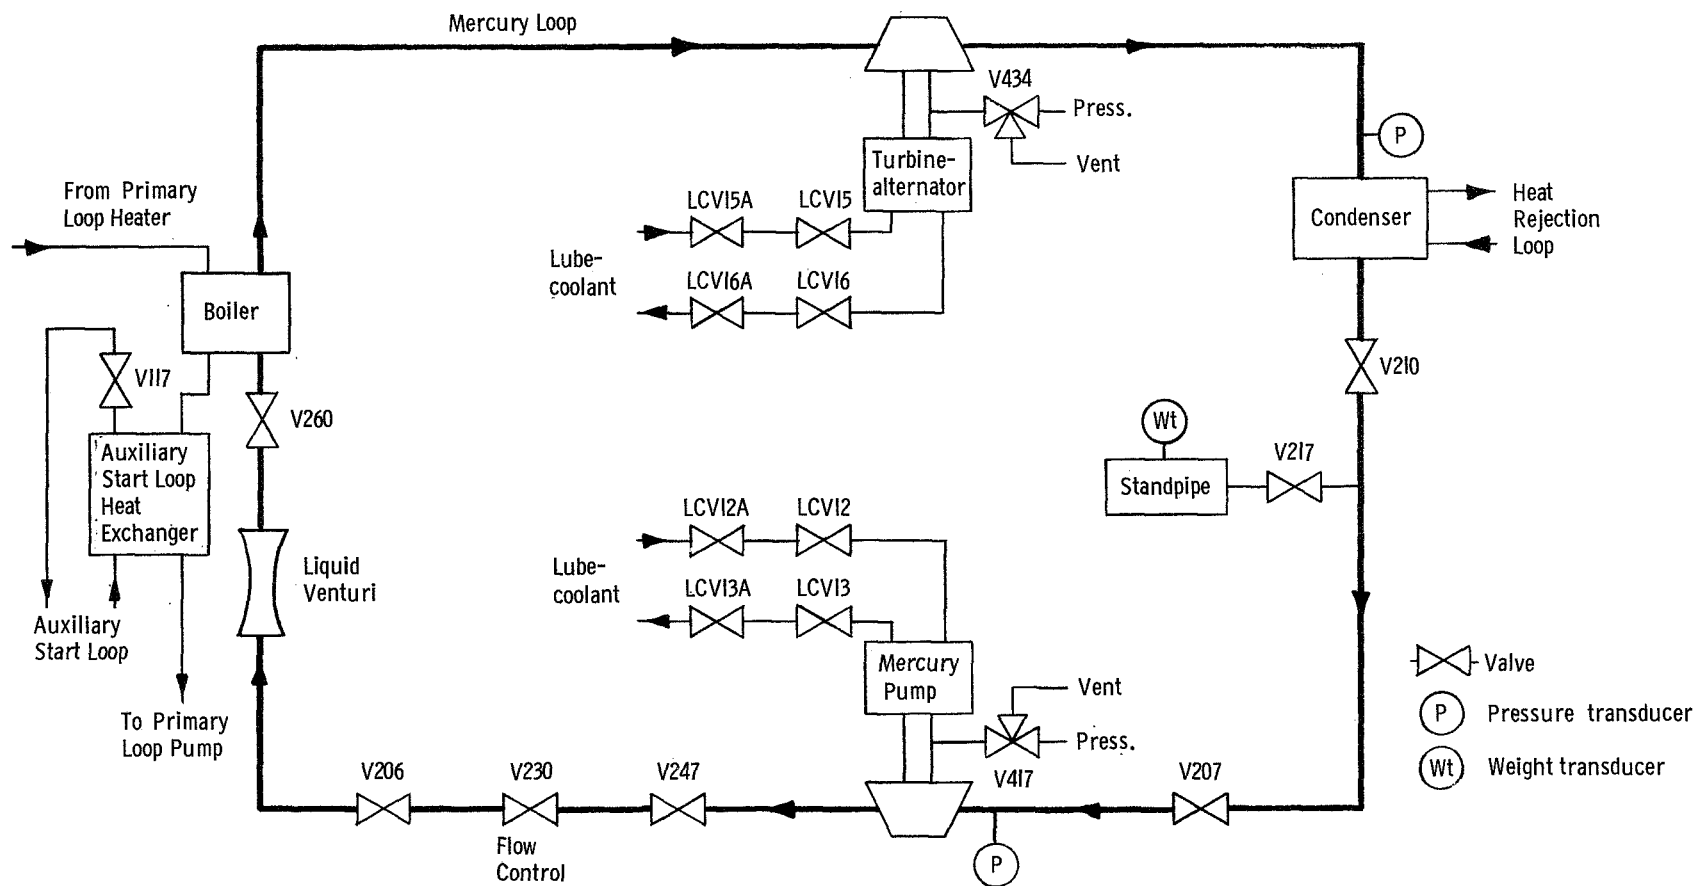 Mercury Loop
V434
Press.
Vent
P
Turbine-
alternator
From Primary
Loop Heater
LCV15A
LCV15
Condenser
Heat
Rejection
Loop
Lube-
coolant
LCV16A
LCV16
Boiler
V117
V210
V260
Wt
Auxiliary
Start Loop
Heat
Exchanger
V217
Standpipe
LCV12A
LCV12
Liquid
Venturi
Lube-
coolant
LCV13A
LCV13
Auxiliary
Start Loop
Mercury
Pump
Valve
Vent
P
Pressure transducer
To Primary
Loop Pump
Press.
Wt
Weight transducer
V206
V230
V247
V417
V207
Flow
Control
P